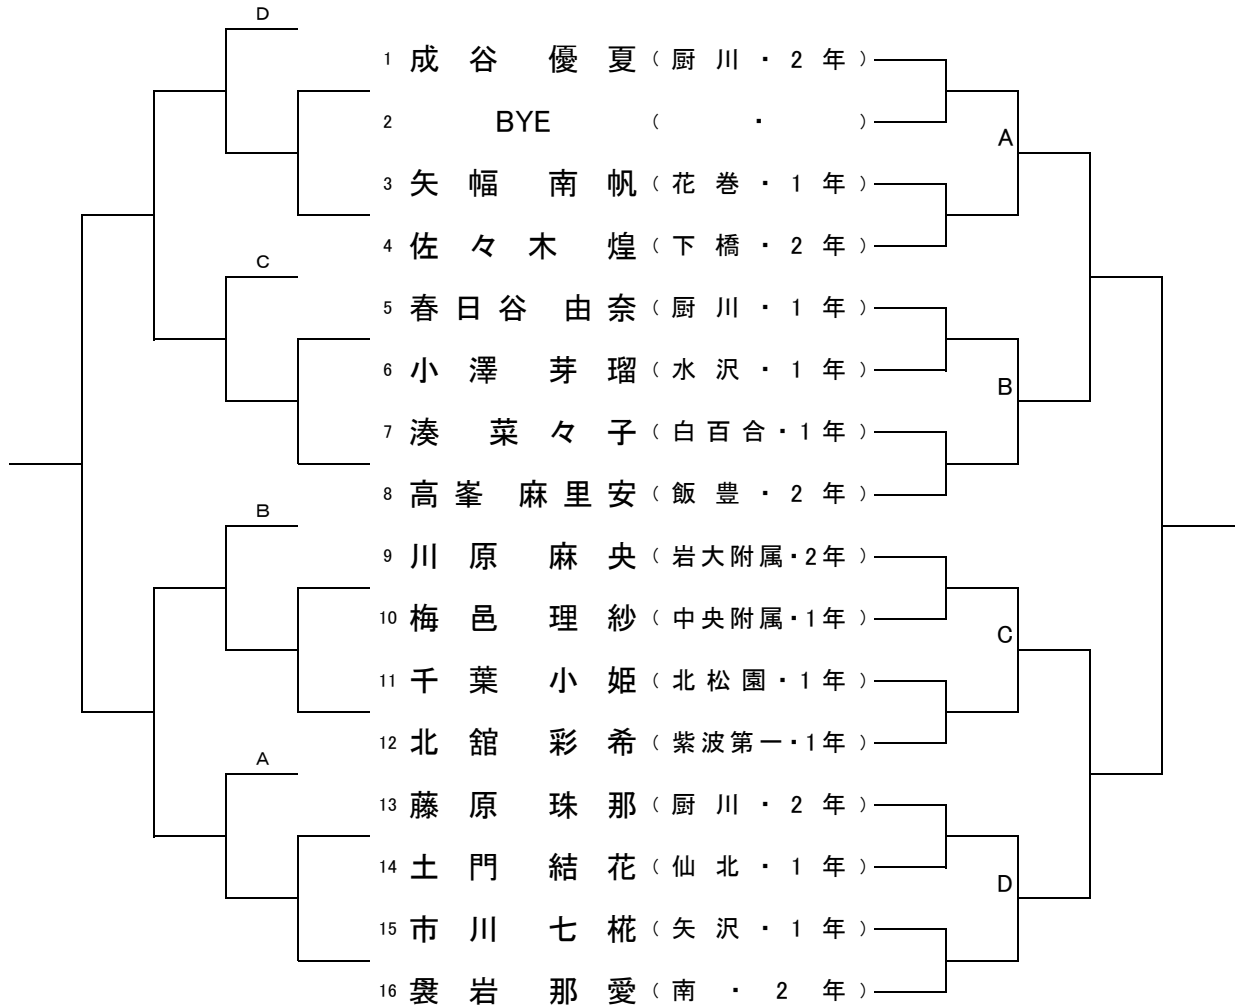 D
1 成谷 優夏 (厨川・2年)
2 BYE ( ・ )
A
3 矢幅 南帆 (花巻・1年)
4 佐々木 煌 (下橋・2年)
C
5 春日谷 由奈 (厨川・1年)
6 小澤 芽瑠 (水沢・1年)
B
7 湊 菜々子 (白百合・1年)
8 高峯 麻里安 (飯豊・2年)
B
9 川原 麻央 (岩大附属・2年)
10 梅邑 理紗 (中央附属・1年)
C
11 千葉 小姫 (北松園・1年)
12 北舘 彩希 (紫波第一・1年)
A
13 藤原 珠那 (厨川・2年)
14 土門 結花 (仙北・1年)
D
15 市川 七椛 (矢沢・1年)
16 褜岩 那愛 (南・2年)